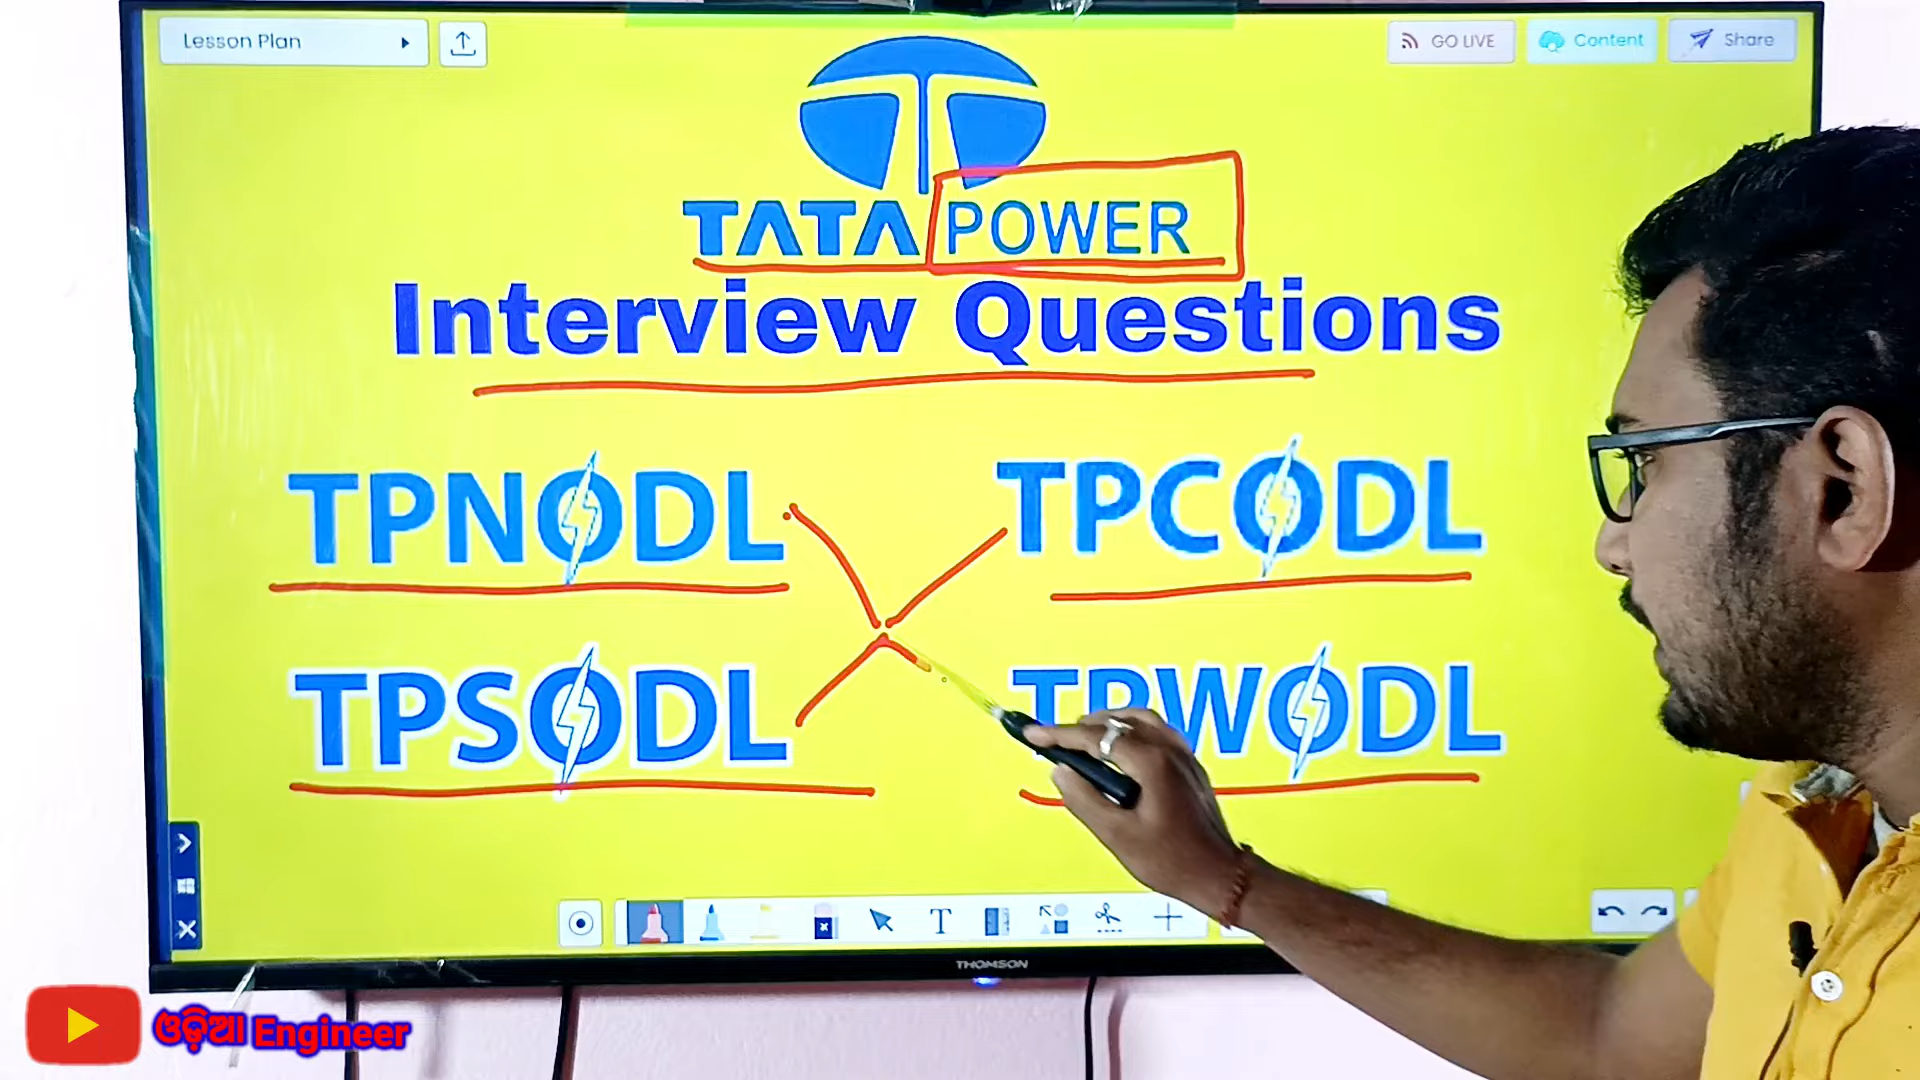 Lesson Plan
GO LIVE
Content
Share
TATA POWER
Interview Questions
TPNODL
TPCODL
TPSODL
TPWODL
T
THOMSON
ଓଡ଼ିଆ Engineer